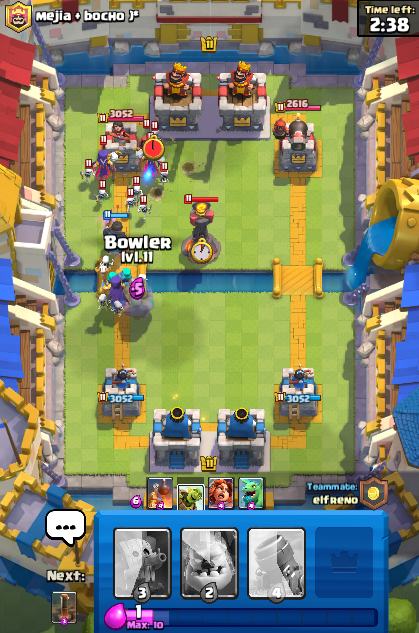 mejia + bocho )*
Time left:
2:38
11
3052
11
2616
11
11
Bowler
lvl.11
-5
11
3052
11
3052
Teammate:
elfreno
...
Next:
3
2
4
1
Max: 10